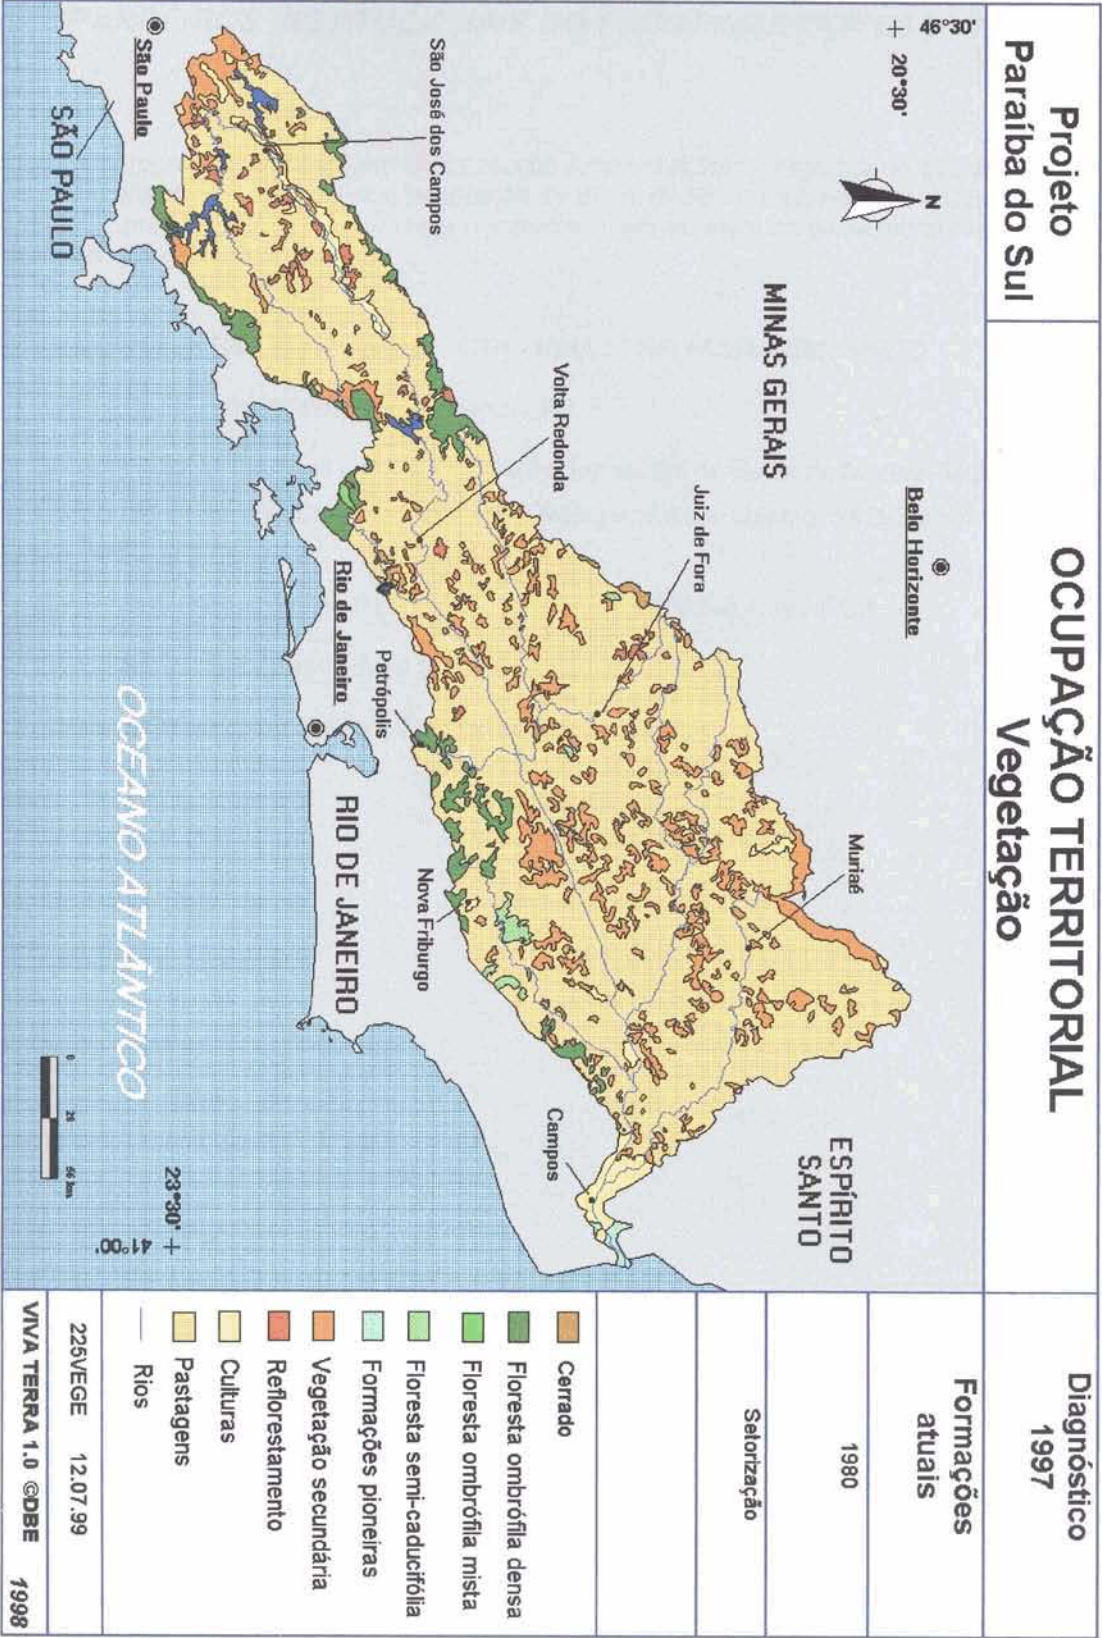 Projeto
Paraíba do Sul
OCUPAÇÃO TERRITORIAL
Vegetação
Diagnóstico
1997
46°30'
20°30'
N
MINAS GERAIS
Belo Horizonte
ESPÍRITO
SANTO
São José dos Campos
Volta Redonda
Juiz de Fora
Muriaé
São Paulo
SÃO PAULO
Rio de Janeiro
Petrópolis
RIO DE JANEIRO
Nova Friburgo
Campos
OCEANO ATLÂNTICO
0
28
56 km
23°30'
41°00'
Formações
atuais
1980
Setorização
Cerrado
Floresta ombrófila densa
Floresta ombrófila mista
Floresta semi-caducifólia
Formações pioneiras
Vegetação secundária
Reflorestamento
Culturas
Pastagens
Rios
225VEGE 12.07.99
VIVA TERRA 1.0 ©DBE 1998